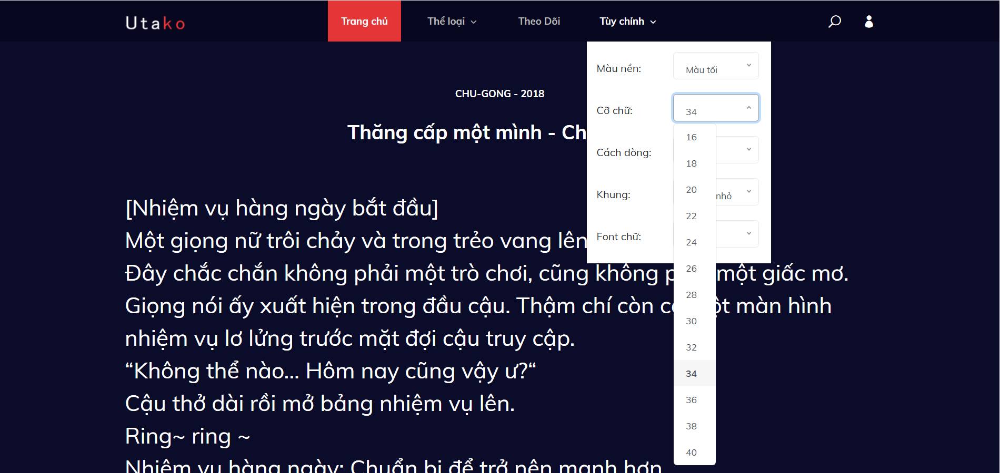 Utako
Trang chủ
Thể loại
Theo Dõi
Tùy chỉnh
CHU-GONG - 2018
Thăng cấp một mình - Ch
Màu nền:
Màu tối
Cỡ chữ:
34
Cách dòng:
Khung:
nhỏ
Font chữ:
16
18
20
22
24
26
28
30
32
34
36
38
40
[Nhiệm vụ hàng ngày bắt đầu]
Một giọng nữ trôi chảy và trong trẻo vang lên
Đây chắc chắn không phải một trò chơi, cũng không p một giấc mơ.
Giọng nói ấy xuất hiện trong đầu cậu. Thậm chí còn c ột màn hình
nhiệm vụ lơ lửng trước mặt đợi cậu truy cập.
“Không thể nào... Hôm nay cũng vậy ư?“
Cậu thở dài rồi mở bảng nhiệm vụ lên.
Ring~ ring ~
Nhiệm vụ hàng ngày: Chuẩn bị để trở nên mạnh hơn